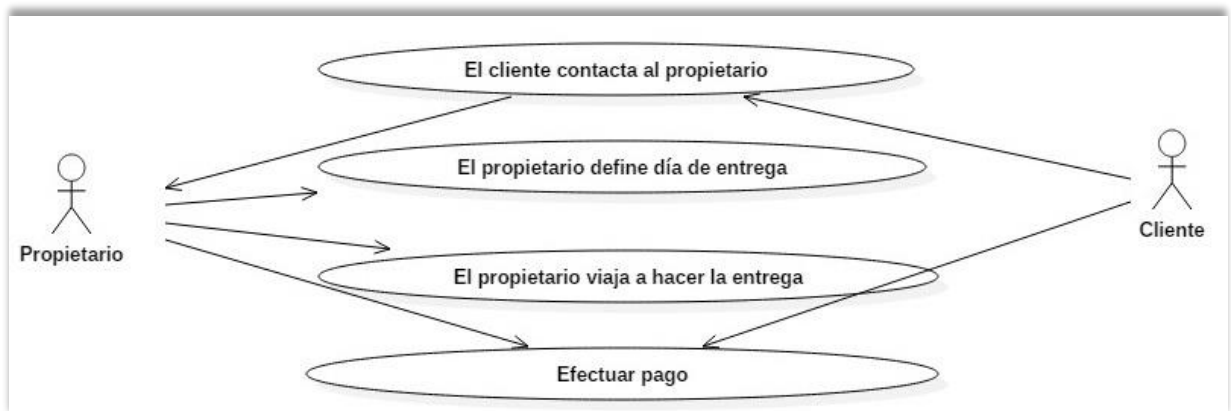 El cliente contacta al propietario
El propietario define día de entrega
Propietario
Cliente
El propietario viaja a hacer la entrega
Efectuar pago